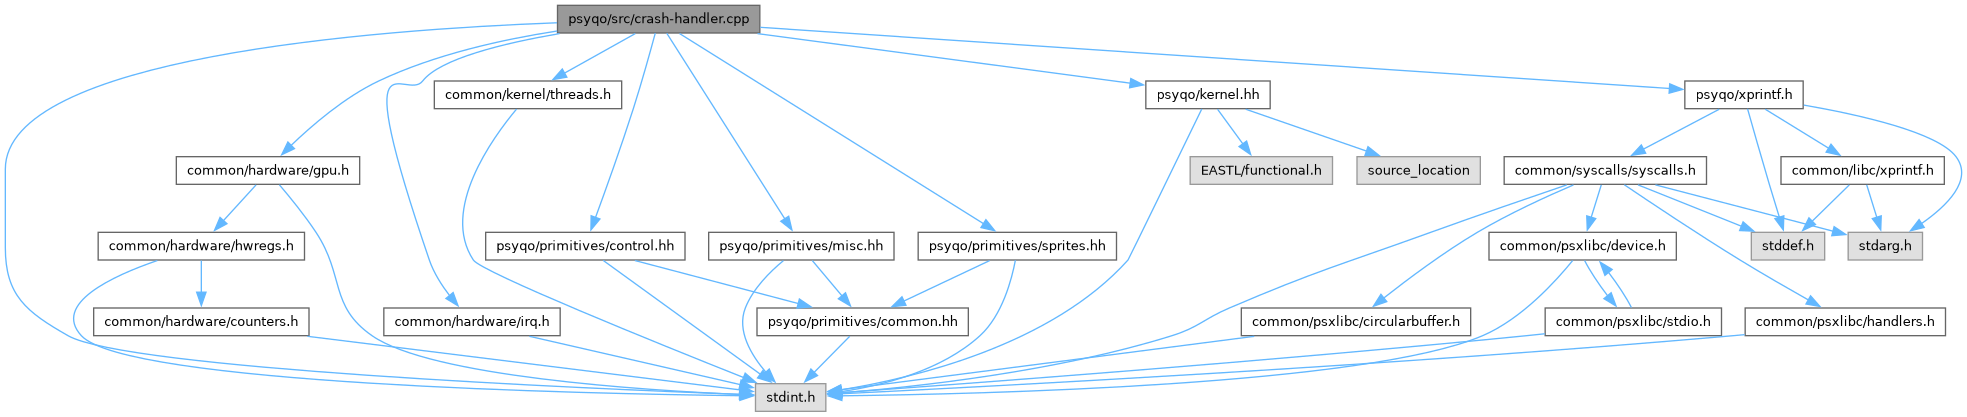 psyqo/src/crash-handler.cpp
common/kernel/threads.h
psyqo/kernel.hh
psyqo/xprintf.h
common/hardware/gpu.h
EASTL/functional.h
source_location
common/syscalls/syscalls.h
common/libc/xprintf.h
common/hardware/hwregs.h
psyqo/primitives/control.hh
psyqo/primitives/misc.hh
psyqo/primitives/sprites.hh
common/psxlibc/device.h
stddef.h
stdarg.h
common/hardware/counters.h
common/hardware/irq.h
psyqo/primitives/common.hh
common/psxlibc/circularbuffer.h
common/psxlibc/stdio.h
common/psxlibc/handlers.h
stdint.h